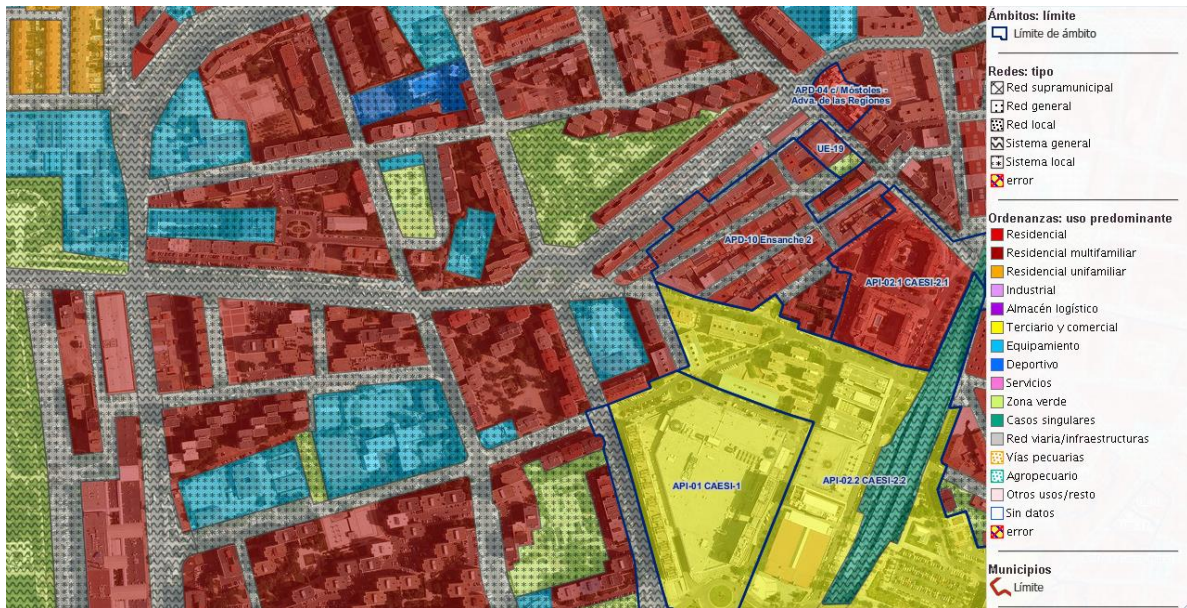 APD-04 c/ Móstoles -
Adva. de las Regiones
UE-19
APD-10 Ensanche 2
API-02.1 CAESI-2.1
API-01 CAESI-1
API-02.2 CAESI-2.2
Ámbitos: límite
Límite de ámbito
Redes: tipo
Red supramunicipal
Red general
Red local
Sistema general
Sistema local
error
Ordenanzas: uso predominante
Residencial
Residencial multifamiliar
Residencial unifamiliar
Industrial
Almacén logístico
Terciario y comercial
Equipamiento
Deportivo
Servicios
Zona verde
Casos singulares
Red viaria/infraestructuras
Vías pecuarias
Agropecuario
Otros usos/resto
Sin datos
error
Municipios
Límite